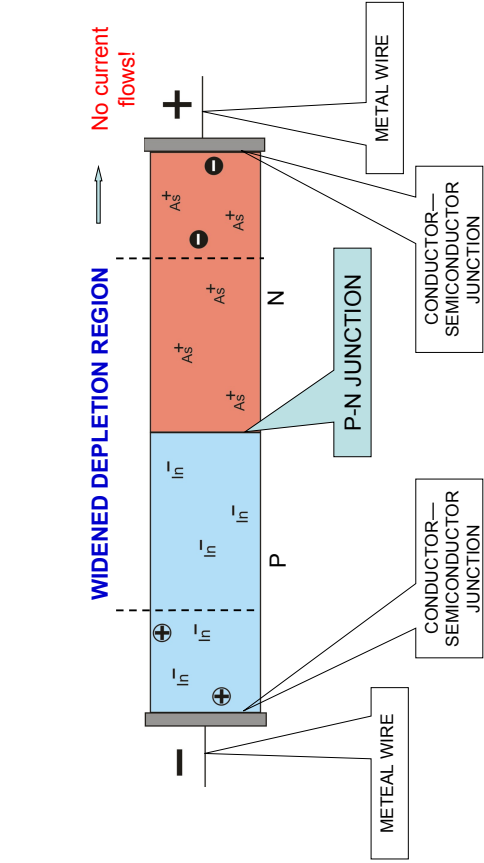 No current
flows!
WIDENED DEPLETION REGION
−
+
In−
In−
In−
In−
In−
As+
As+
As+
As+
As+
+
+
−
−
P
N
P-N JUNCTION
METEAL WIRE
CONDUCTOR—
SEMICONDUCTOR
JUNCTION
CONDUCTOR—
SEMICONDUCTOR
JUNCTION
METAL WIRE